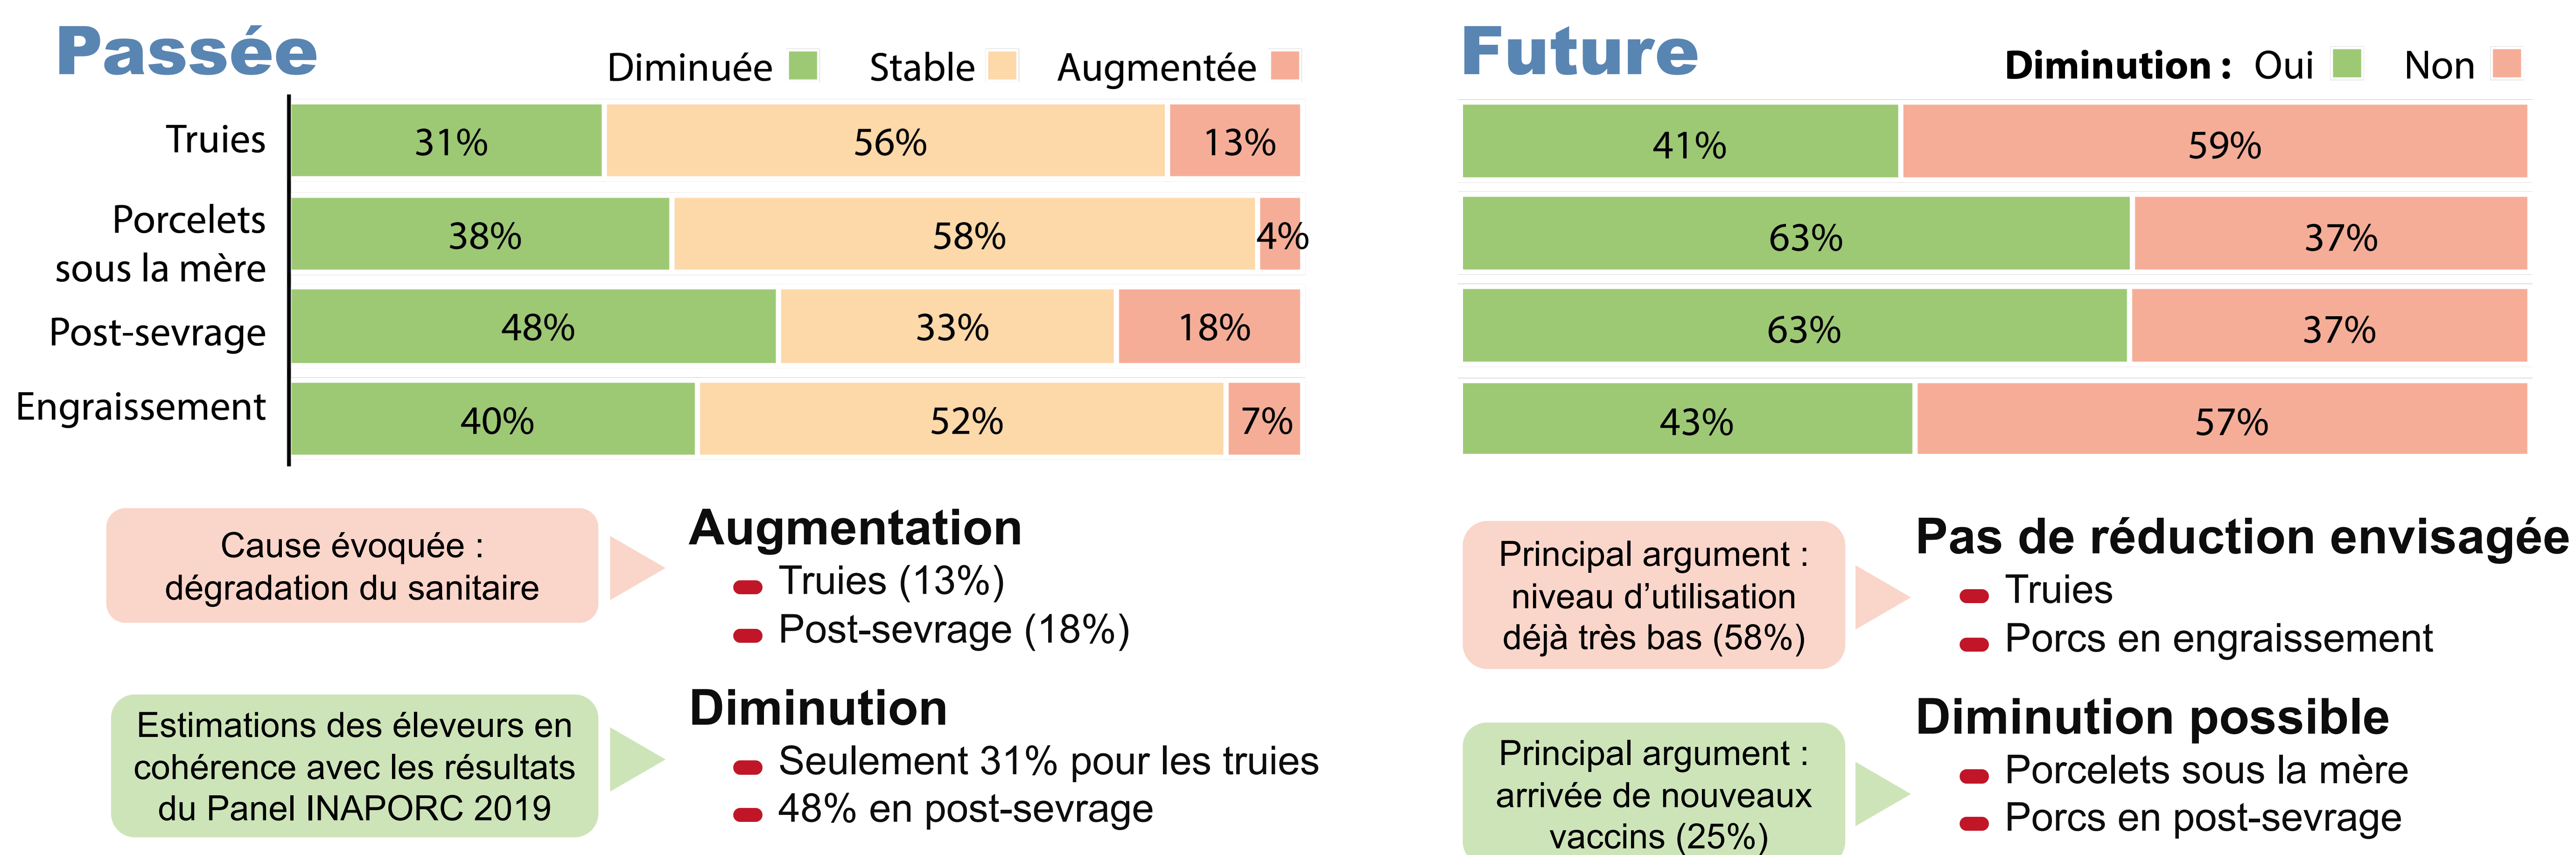 Passée
Diminuée Stable Augmentée
Truies 31% 56% 13%
Porcelets
sous la mère 38% 58% 4%
Post-sevrage 48% 33% 18%
Engraissement 40% 52% 7%
Cause évoquée :
dégradation du sanitaire
Augmentation
Truies (13%)
Post-sevrage (18%)
Estimations des éleveurs en
cohérence avec les résultats
du Panel INAPORC 2019
Diminution
Seulement 31% pour les truies
48% en post-sevrage
Future
Diminution : Oui Non
41% 59%
63% 37%
63% 37%
43% 57%
Principal argument :
niveau d’utilisation
déjà très bas (58%)
Pas de réduction envisagée
Truies
Porcs en engraissement
Principal argument :
arrivée de nouveaux
vaccins (25%)
Diminution possible
Porcelets sous la mère
Porcs en post-sevrage